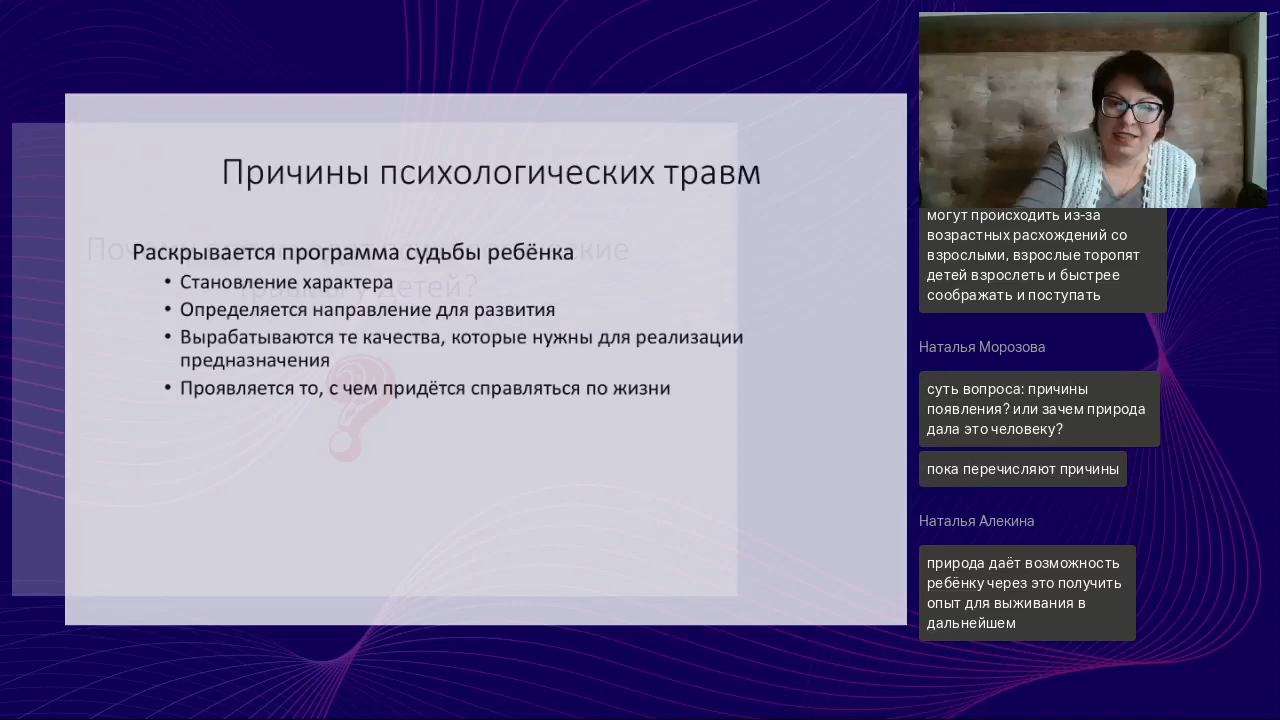 Причины психологических травм
Раскрывается программа судьбы ребёнка
• Становление характера
• Определяется направление для развития
• Вырабатываются те качества, которые нужны для реализации
предназначения
• Проявляется то, с чем придётся справляться по жизни
детей?
?
могут происходить из-за
возрастных расхождений со
взрослыми, взрослые торопят
детей взрослеть и быстрее
соображать и поступать
Наталья Морозова
суть вопроса: причины
появления? или зачем природа
дала это человеку?
пока перечисляют причины
Наталья Алекина
природа даёт возможность
ребёнку через это получить
опыт для выживания в
дальнейшем